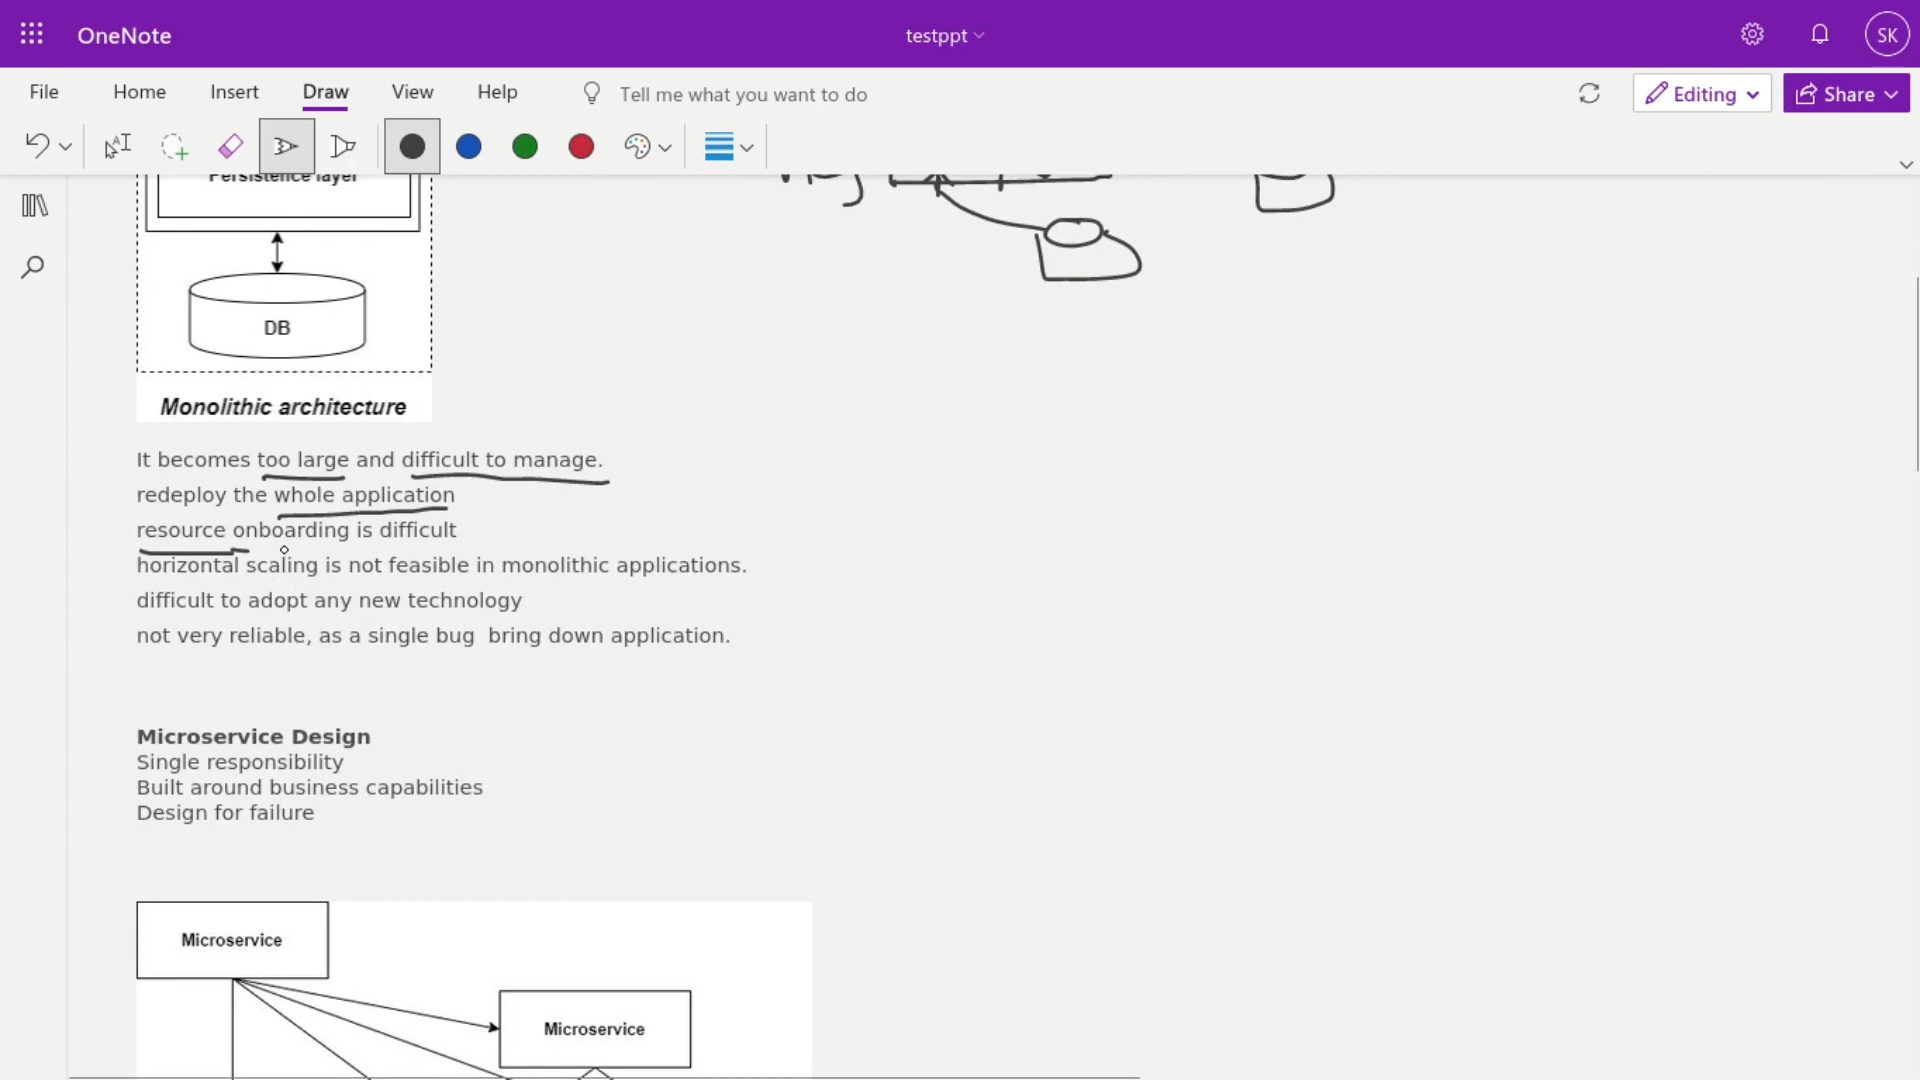 OneNote
testppt
SK
File Home Insert Draw View Help Tell me what you want to do Editing Share
Persistence layer
DB
Monolithic architecture
It becomes too large and difficult to manage.
redeploy the whole application
resource onboarding is difficult
horizontal scaling is not feasible in monolithic applications.
difficult to adopt any new technology
not very reliable, as a single bug  bring down application.
Microservice Design
Single responsibility
Built around business capabilities
Design for failure
Microservice
Microservice